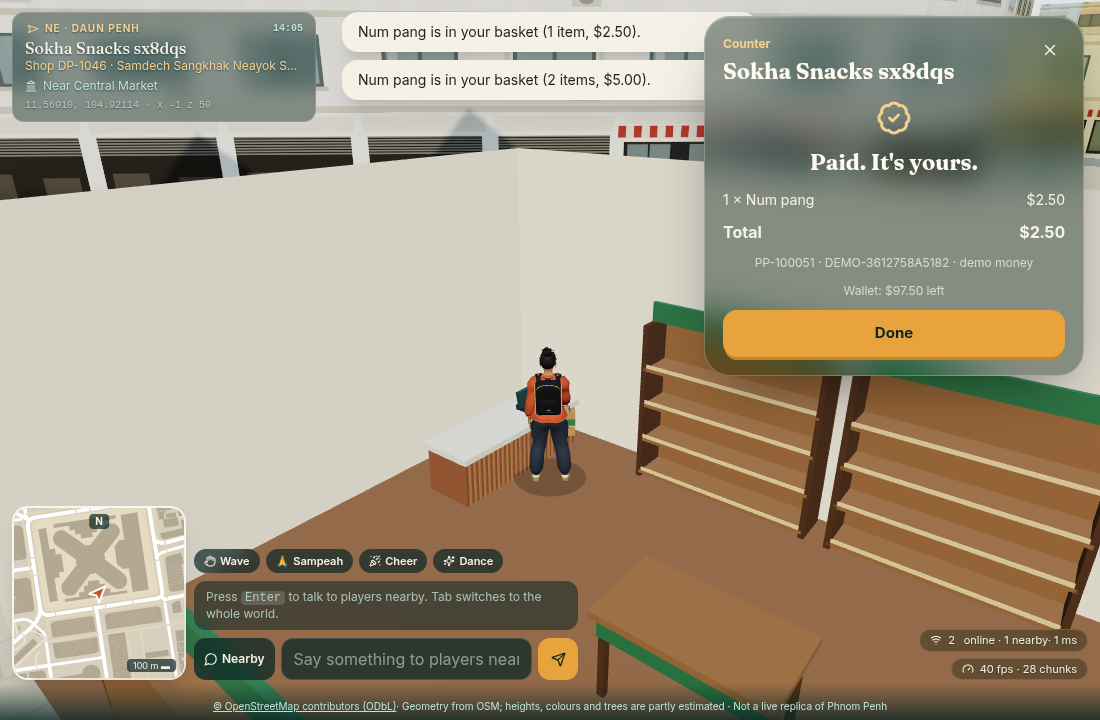 NE · DAUN PENH
14:05
Sokha Snacks sx8dqs
Shop DP-1046 · Samdech Sangkhak Neayok S...
Near Central Market
11.56910, 104.92114 · x -1 z 50
Num pang is in your basket (1 item, $2.50).
Num pang is in your basket (2 items, $5.00).
Counter
Sokha Snacks sx8dqs
Paid. It's yours.
1 × Num pang $2.50
Total $2.50
PP-100051 · DEMO-3612758A5182 · demo money
Wallet: $97.50 left
Done
N
100 m
Wave
Sampeah
Cheer
Dance
Press Enter to talk to players nearby. Tab switches to the
whole world.
Nearby
Say something to players near
2 online · 1 nearby· 1 ms
40 fps · 28 chunks
© OpenStreetMap contributors (ODbL)· Geometry from OSM; heights, colours and trees are partly estimated · Not a live replica of Phnom Penh